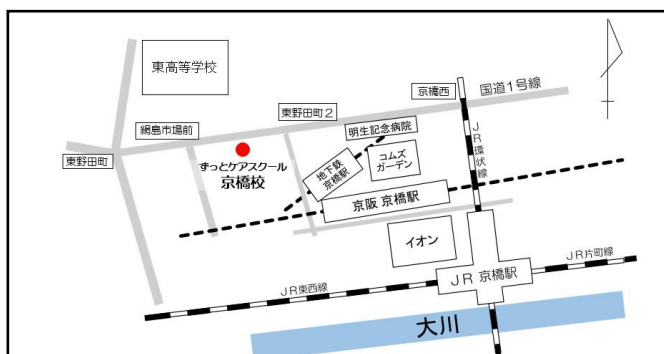 東高等学校
京橋西
国道1号線
東野田町2
網島市場前
明生記念病院
JR環状線
東野田町
ずっとケアスクール
京橋校
地下鉄
京橋駅
コムズ
ガーデン
京阪 京橋駅
イオン
JR片町線
JR 京橋駅
JR東西線
大川